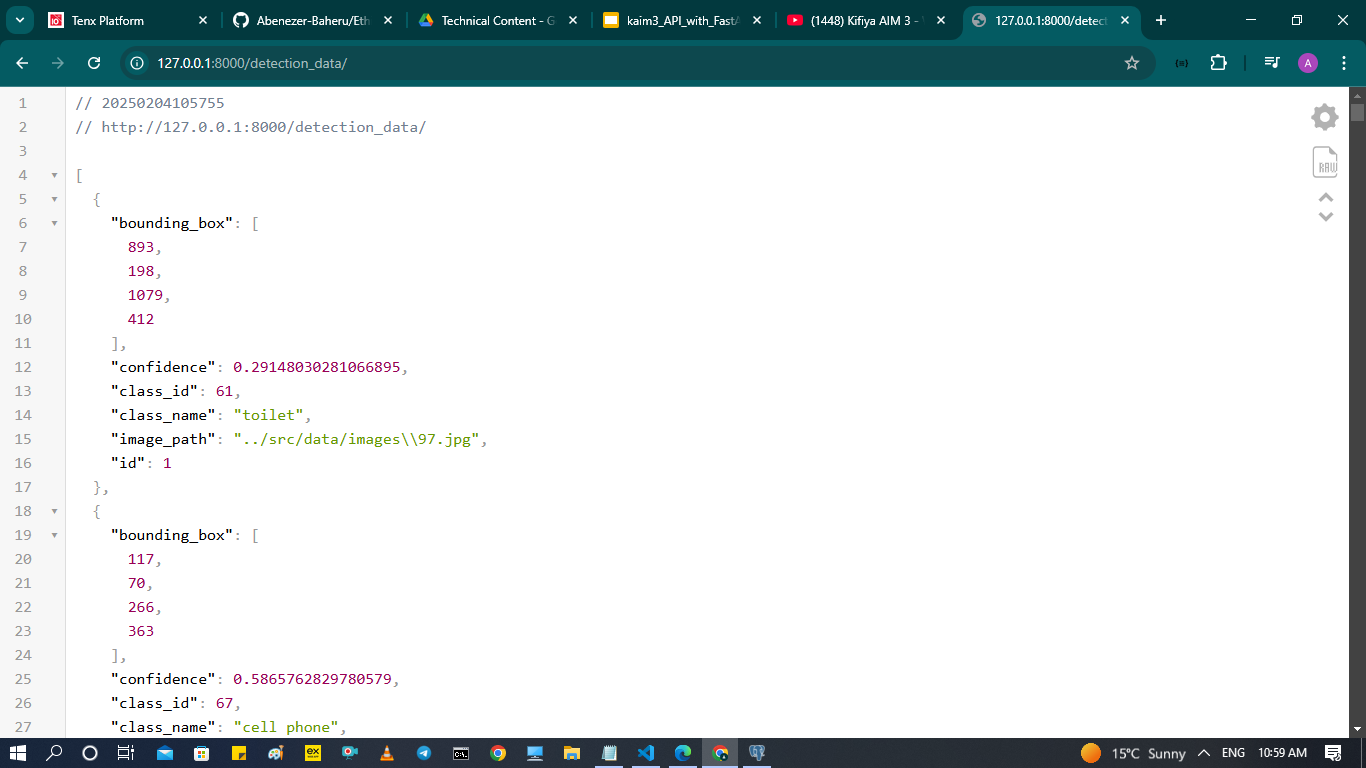 Tenx Platform
Abenezer-Baheru/Eth
Technical Content - G
kaim3_API_with_FastA
(1448) Kifiya AIM 3 -
127.0.0.1:8000/detect
127.0.0.1:8000/detection_data/
A
1 // 20250204105755
2 // http://127.0.0.1:8000/detection_data/
3
4 [
5 {
6 "bounding_box": [
7 893,
8 198,
9 1079,
10 412
11 ],
12 "confidence": 0.29148030281066895,
13 "class_id": 61,
14 "class_name": "toilet",
15 "image_path": "../src/data/images\\97.jpg",
16 "id": 1
17 },
18 {
19 "bounding_box": [
20 117,
21 70,
22 266,
23 363
24 ],
25 "confidence": 0.5865762829780579,
26 "class_id": 67,
27 "class_name": "cell phone",
RAW
15°C Sunny
ENG
10:59 AM